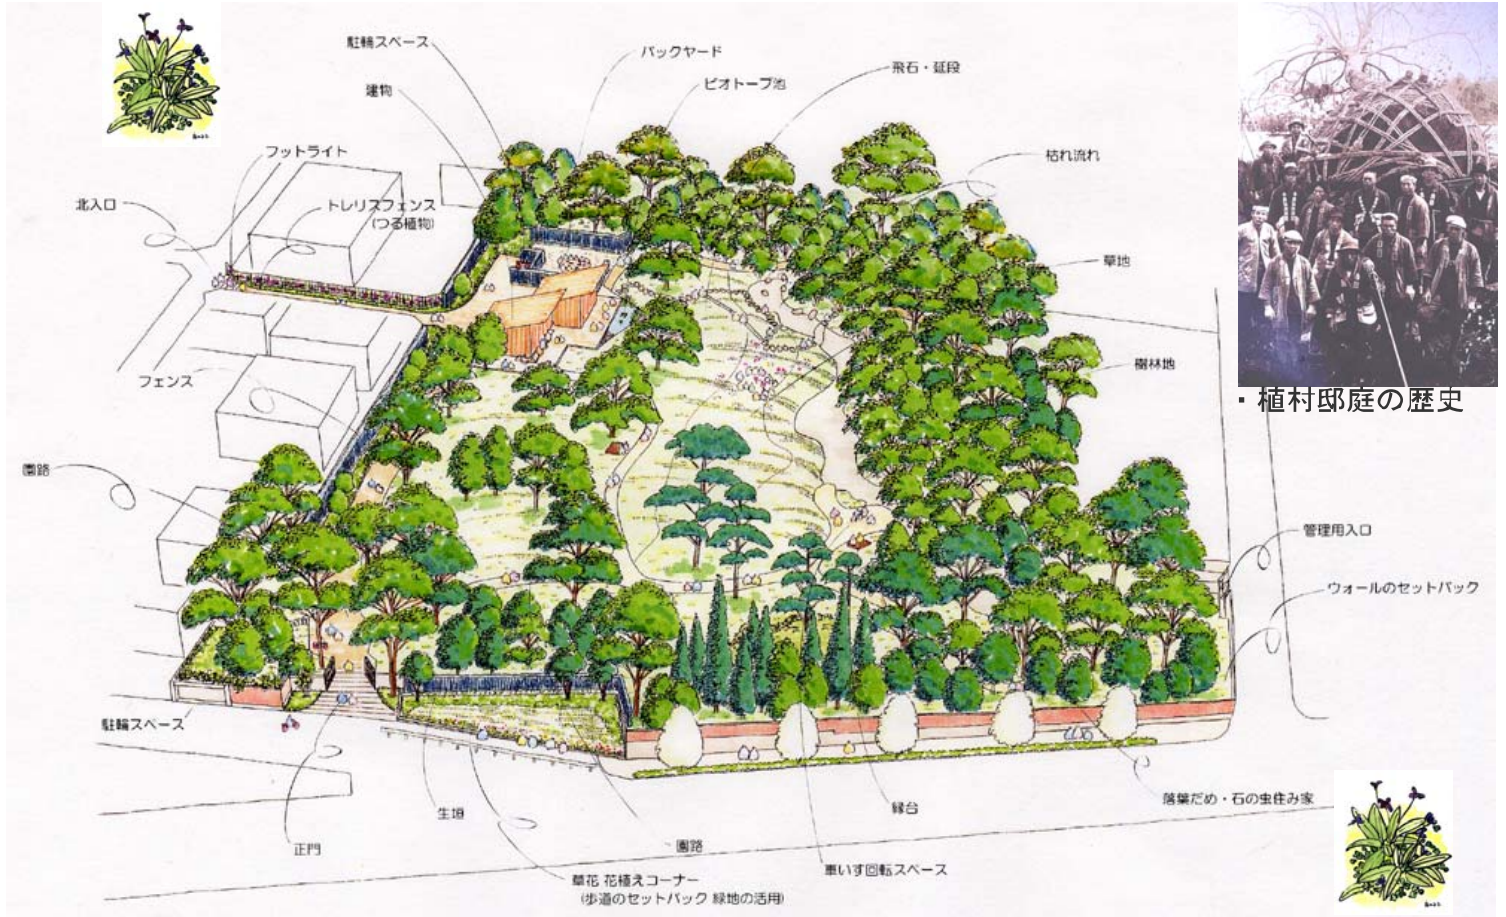 駐輪スペース
バックヤード
飛石・延段
建物
ビオトープ池
フットライト
枯れ流れ
北入口
トレリスフェンス
(つる植物)
草地
樹林地
フェンス
・植村邸庭の歴史
園路
管理用入口
ウォールのセットバック
駐輪スペース
落葉だめ・石の虫住み家
縁台
生垣
正門
園路
車いす回転スペース
草花 花植えコーナー
(歩道のセットバック 緑地の活用)